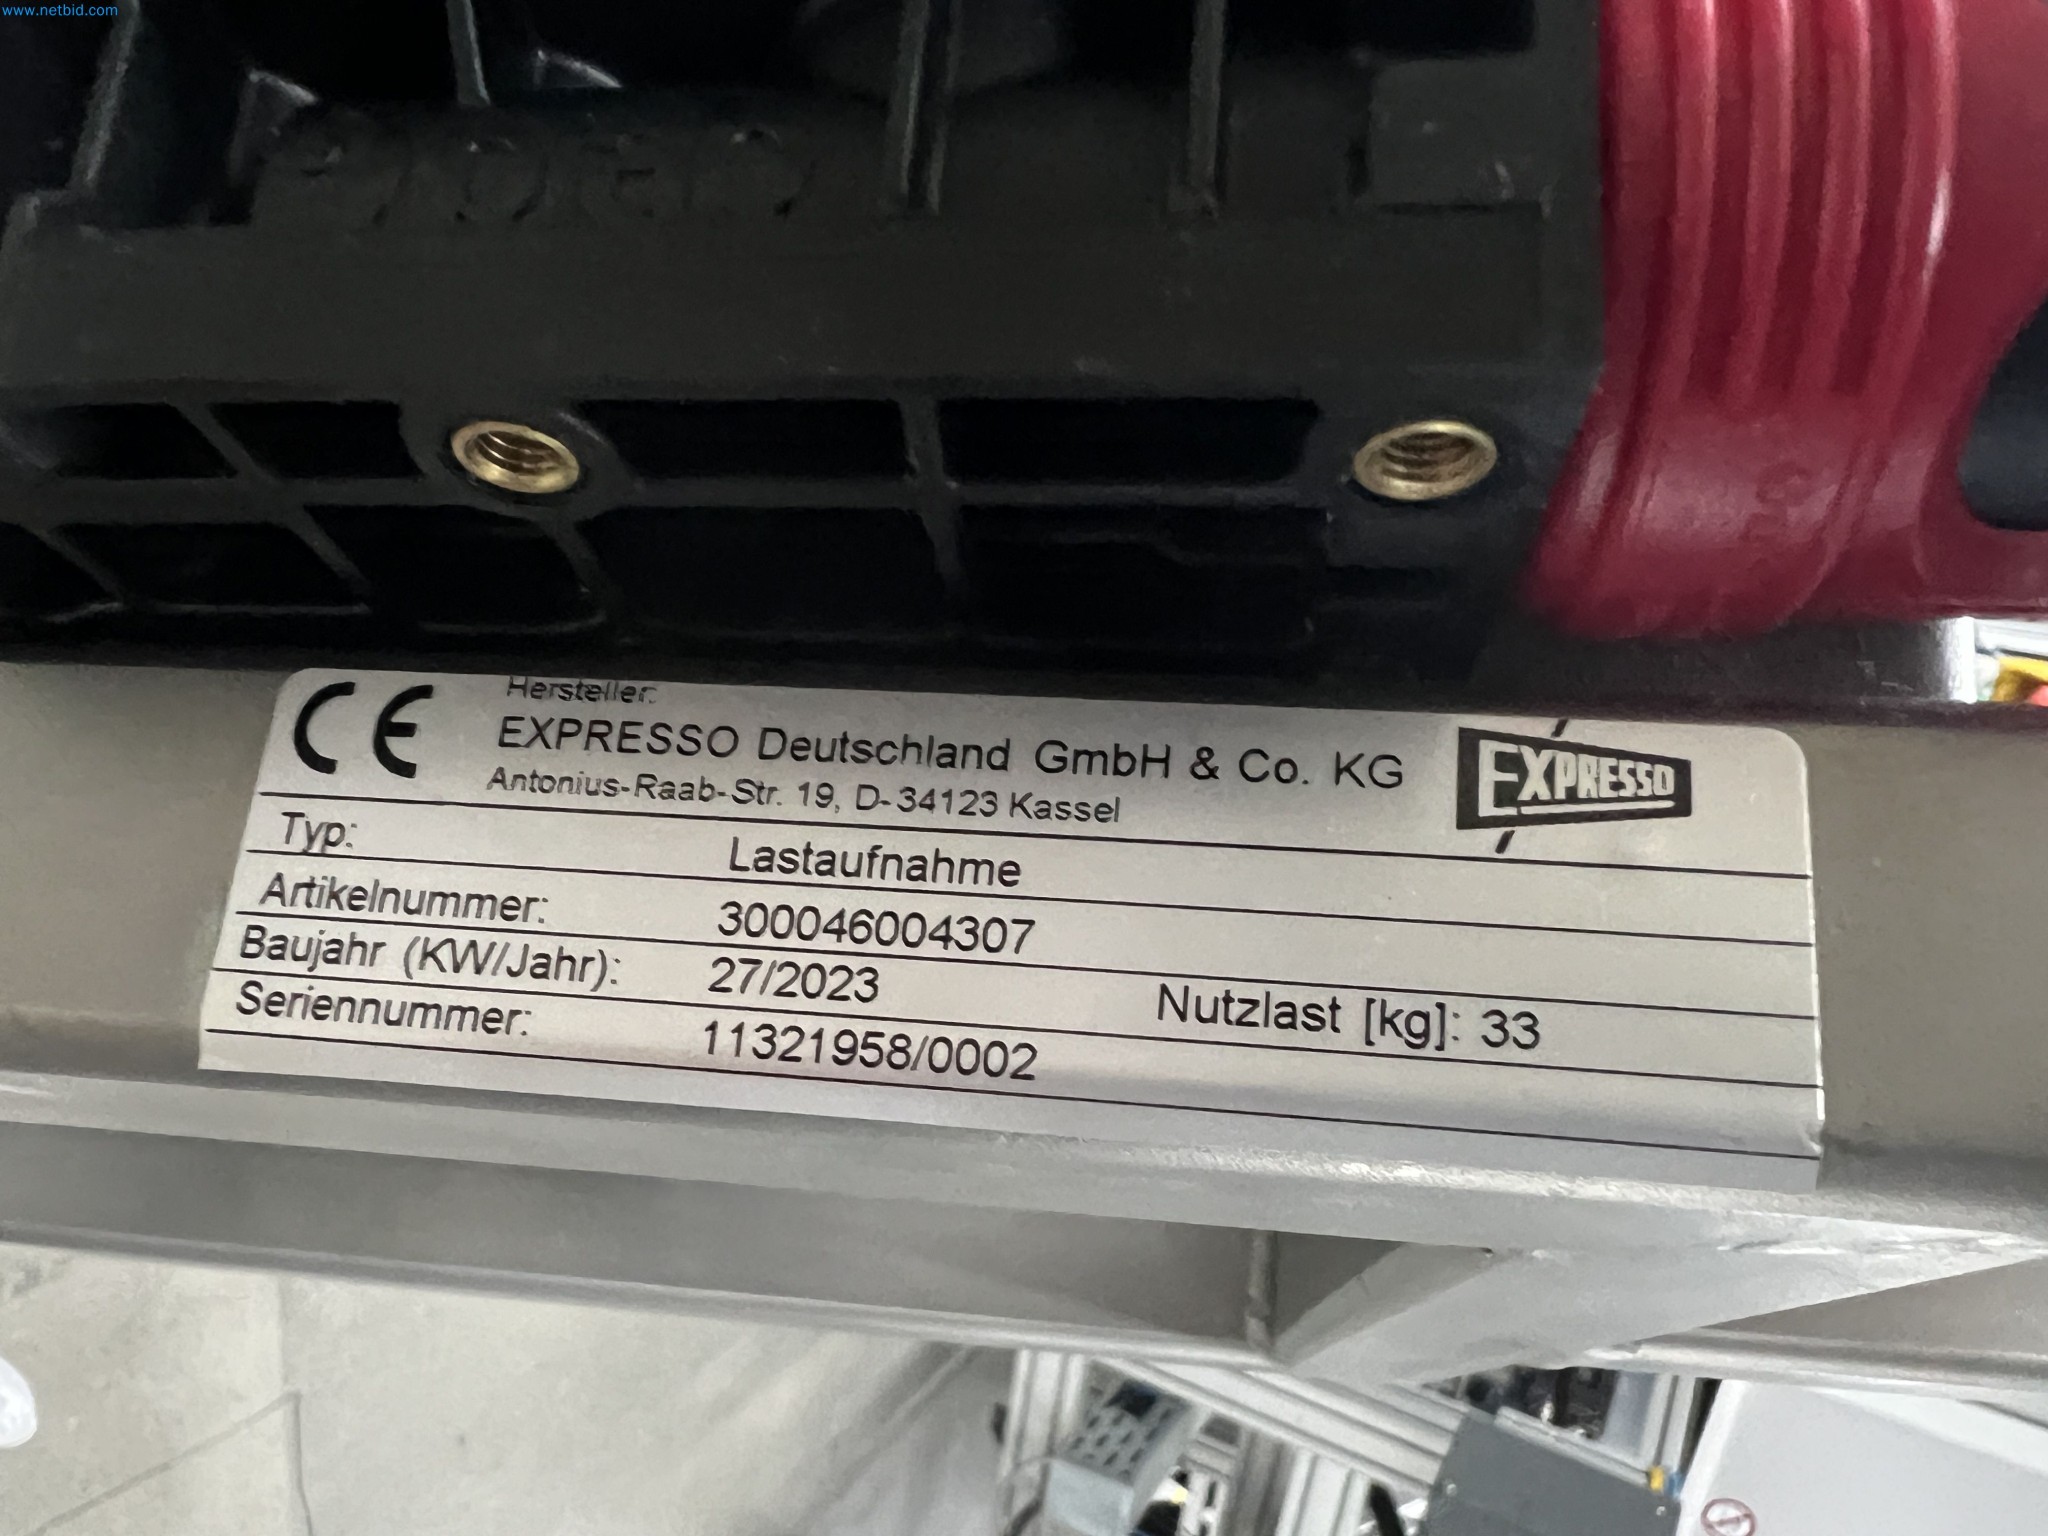 www.netbid.com
CE
Hersteller:
EXPRESSO Deutschland GmbH & Co. KG
Antonius-Raab-Str. 19, D-34123 Kassel
EXPRESSO
Typ: Lastaufnahme
Artikelnummer: 300046004307
Baujahr (KW/Jahr): 27/2023 Nutzlast [kg]: 33
Seriennummer: 11321958/0002